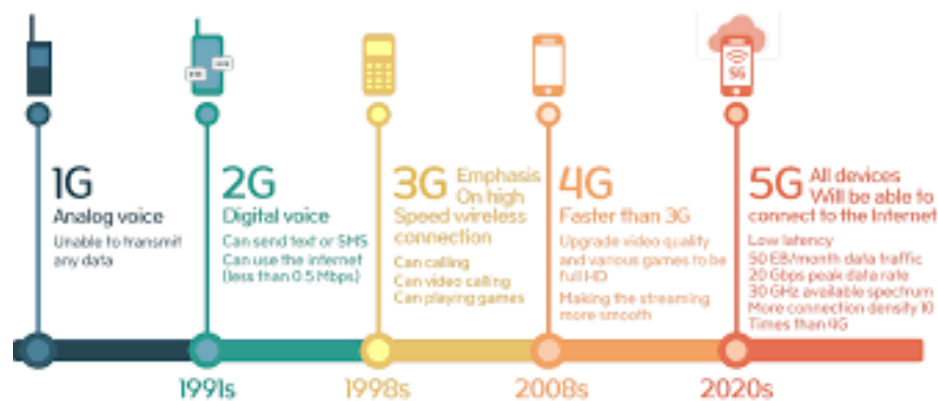 5G
1G
Analog voice
Unable to transmit
any data
2G
Digital voice
Can send text or SMS
Can use the internet
(less than 0.5 Mbps)
3G Emphasis
On high
Speed wireless
connection
Can calling
Can video calling
Can playing games
4G
Faster than 3G
Upgrade video quality
and various games to be
full HD
Making the streaming
more smooth
5G All devices
Will be able to
connect to the Internet
Low latency
50 EB/month data traffic
20 Gbps peak data rate
30 GHz available spectrum
More connection density 10
Times than 4G
1991s
1998s
2008s
2020s